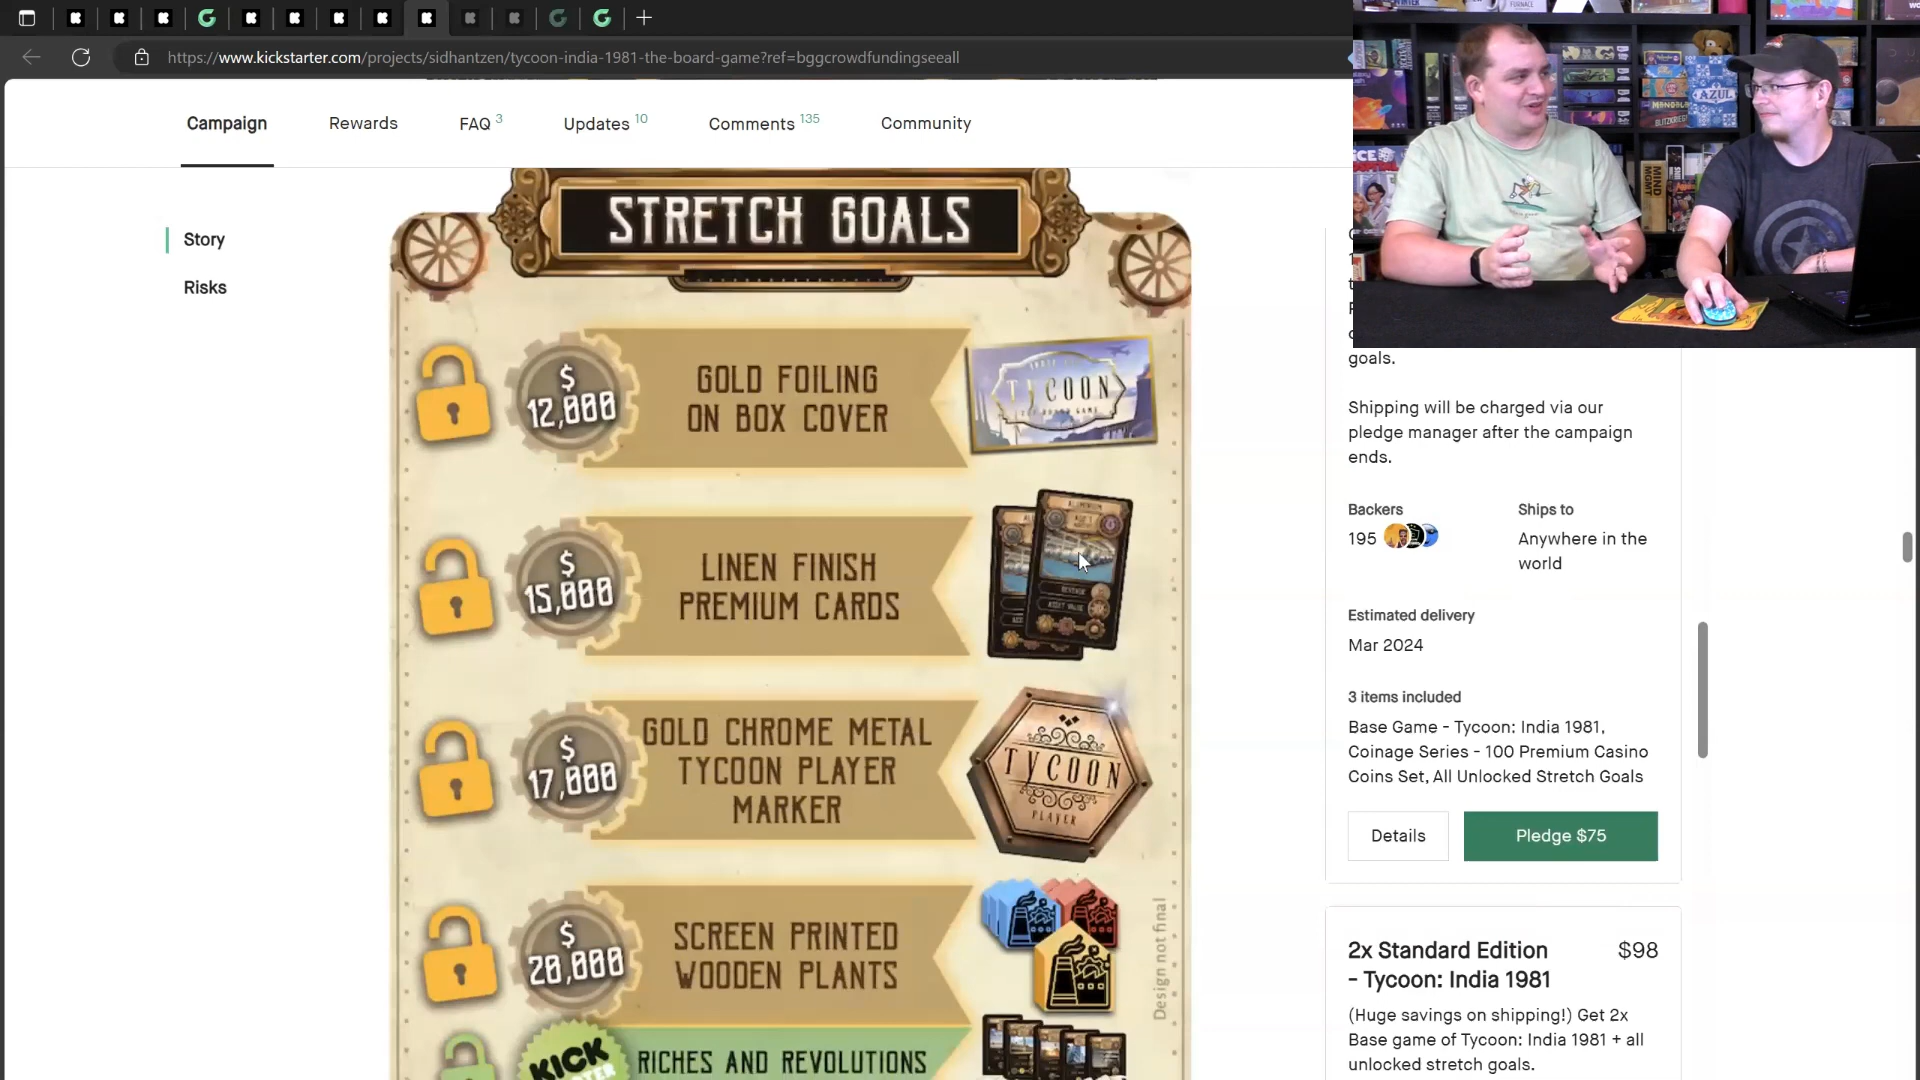 https://www.kickstarter.com/projects/sidhantzen/tycoon-india-1981-the-board-game?ref=bggcrowdfundingseeall
Campaign
Rewards
FAQ 3
Updates 10
Comments 135
Community
Story
Risks
STRETCH GOALS
$
12,000
GOLD FOILING
ON BOX COVER
TYCOON
$
15,000
LINEN FINISH
PREMIUM CARDS
$
17,000
GOLD CHROME METAL
TYCOON PLAYER
MARKER
TYCOON
PLAYER
$
20,000
SCREEN PRINTED
WOODEN PLANTS
Design not final
KICK
RICHES AND REVOLUTIONS
goals.
Shipping will be charged via our
pledge manager after the campaign
ends.
Backers
195
Ships to
Anywhere in the
world
Estimated delivery
Mar 2024
3 items included
Base Game - Tycoon: India 1981,
Coinage Series - 100 Premium Casino
Coins Set, All Unlocked Stretch Goals
Details
Pledge $75
2x Standard Edition
- Tycoon: India 1981
$98
(Huge savings on shipping!) Get 2x
Base game of Tycoon: India 1981 + all
unlocked stretch goals.
FURNACE
AZUL
MIND
MGMT
BLITZKRIEG!